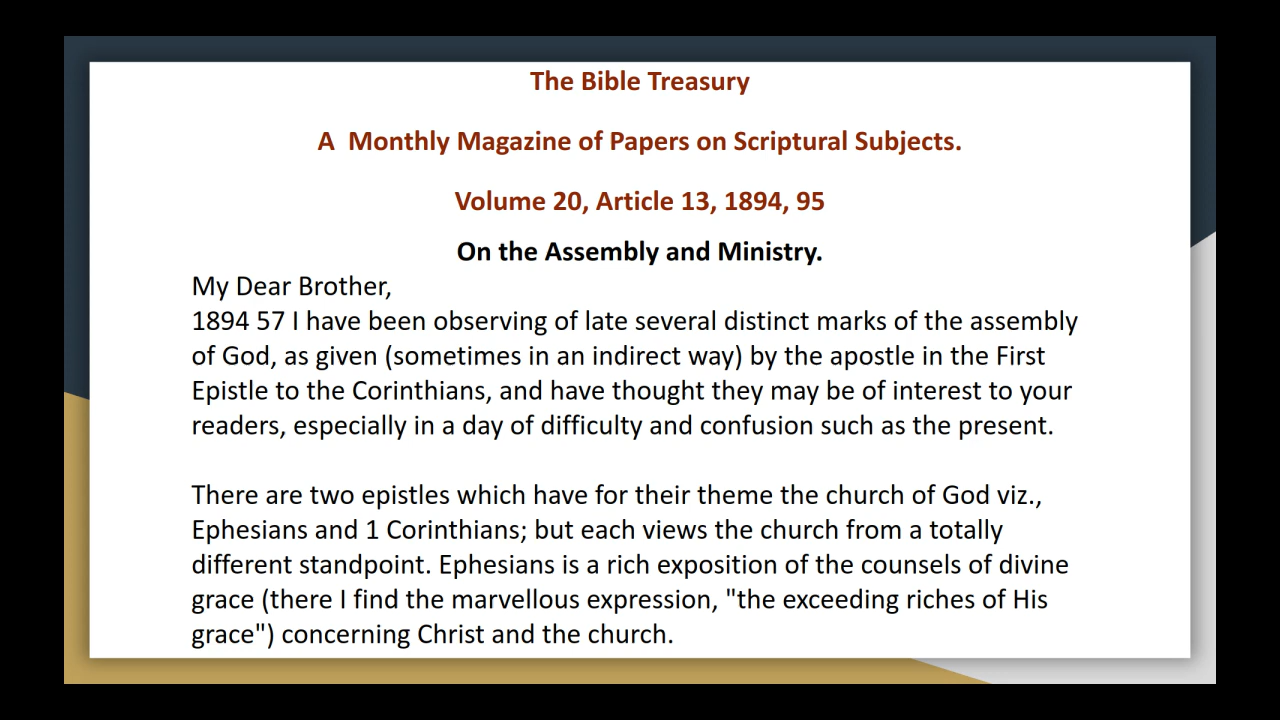 The Bible Treasury
A  Monthly Magazine of Papers on Scriptural Subjects.
Volume 20, Article 13, 1894, 95
On the Assembly and Ministry.
My Dear Brother,
1894 57 I have been observing of late several distinct marks of the assembly
of God, as given (sometimes in an indirect way) by the apostle in the First
Epistle to the Corinthians, and have thought they may be of interest to your
readers, especially in a day of difficulty and confusion such as the present.
There are two epistles which have for their theme the church of God viz.,
Ephesians and 1 Corinthians; but each views the church from a totally
different standpoint. Ephesians is a rich exposition of the counsels of divine
grace (there I find the marvellous expression, "the exceeding riches of His
grace") concerning Christ and the church.